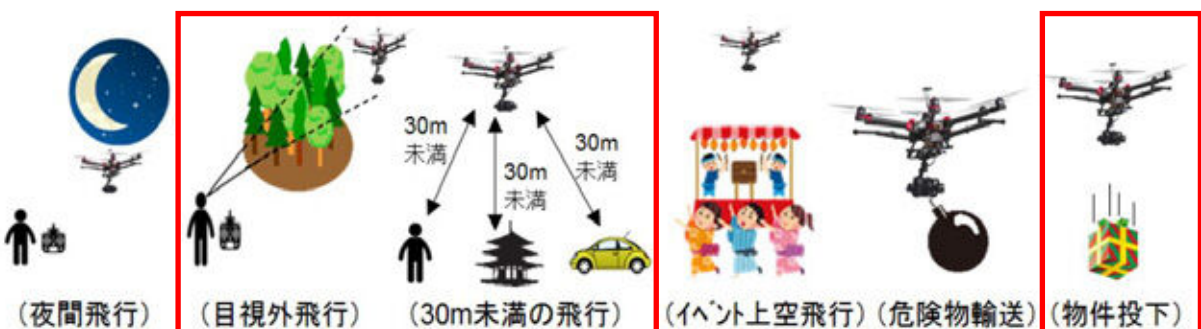 30m
未満
30m
未満
30m
未満
(夜間飛行)
(目視外飛行)
(30m未満の飛行)
(イベント上空飛行)
(危険物輸送)
(物件投下)